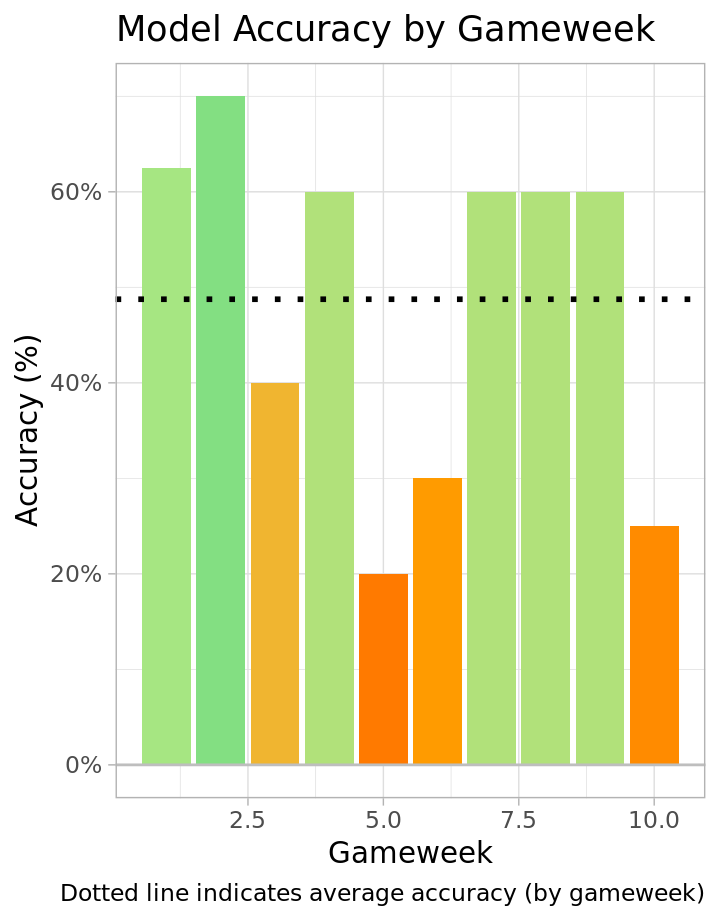 Model Accuracy by Gameweek
Accuracy (%)
60%
40%
20%
0%
2.5 5.0 7.5 10.0
Gameweek
Dotted line indicates average accuracy (by gameweek)